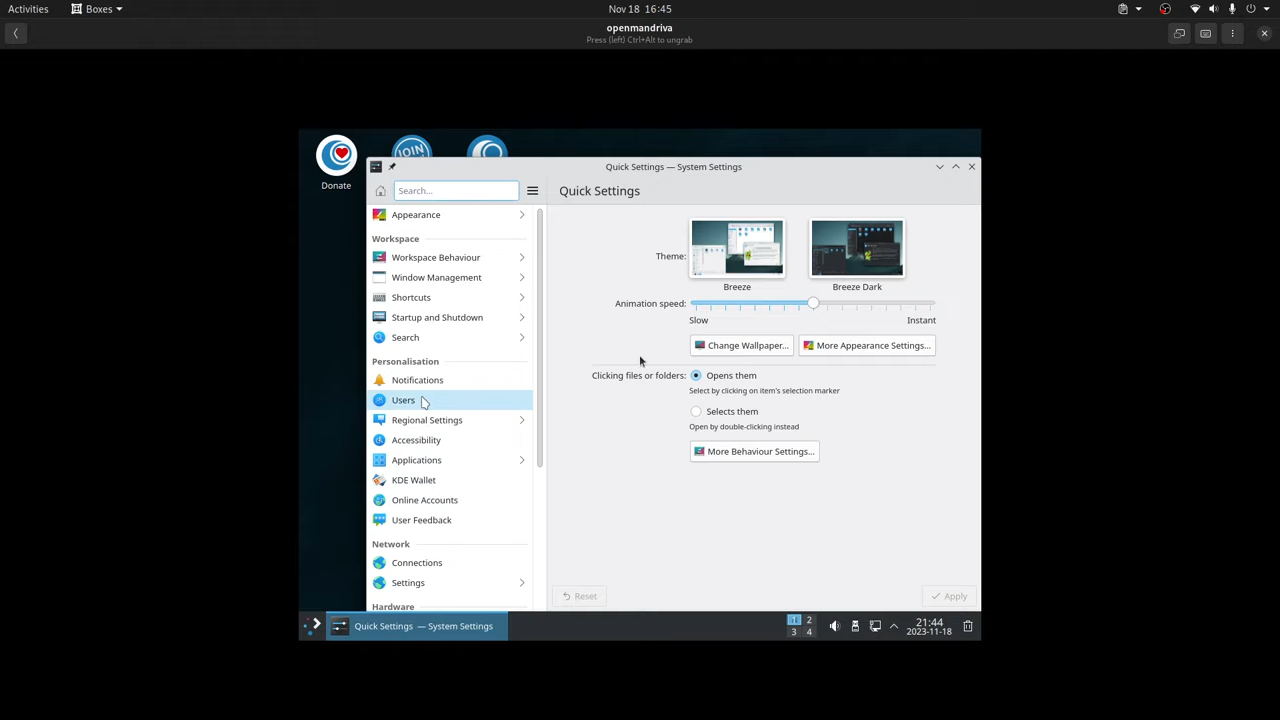 Activities
Boxes
Nov 18 16:45
openmandriva
Press (left) Ctrl+Alt to ungrab
JOIN
Donate
Quick Settings — System Settings
Search...
Quick Settings
Appearance
Workspace
Workspace Behaviour
Window Management
Shortcuts
Startup and Shutdown
Search
Personalisation
Notifications
Users
Regional Settings
Accessibility
Applications
KDE Wallet
Online Accounts
User Feedback
Network
Connections
Settings
Hardware
Theme:
Breeze
Breeze Dark
Animation speed:
Slow
Instant
Change Wallpaper...
More Appearance Settings...
Clicking files or folders:
Opens them
Select by clicking on item's selection marker
Selects them
Open by double-clicking instead
More Behaviour Settings...
Reset
Apply
Quick Settings — System Settings
1 2
3 4
21:44
2023-11-18